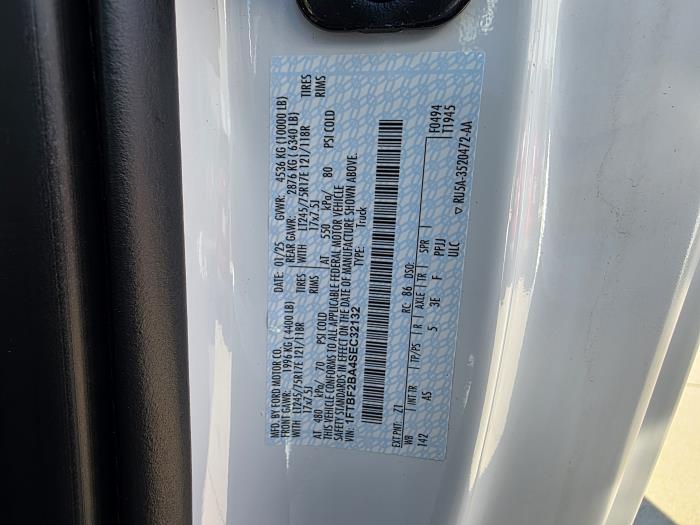 MFD. BY FORD MOTOR CO.
DATE: 01/25 GVWR: 4536 KG (10000 LB)
FRONT GAWR: 1996 KG (4400 LB) REAR GAWR: 2876 KG (6340 LB)
WITH LT245/75R17E 121/118R TIRES WITH LT245/75R17E 121/118R TIRES
17x7.5J RIMS 17x7.5J RIMS
AT 480 kPa/ 70 PSI COLD AT 550 kPa/ 80 PSI COLD
THIS VEHICLE CONFORMS TO ALL APPLICABLE FEDERAL MOTOR VEHICLE
SAFETY STANDARDS IN EFFECT ON THE DATE OF MANUFACTURE SHOWN ABOVE.
VIN: 1FTBF2BA4SEC32132 TYPE: Truck
F0494
T1945
EXT PNT: Z1 RC: B6 DSO:
WB INT TR TP/PS R AXLE TR SPR
142 AS 5 3E F PPJJ
ULC
▽ RU5A-3520472-AA